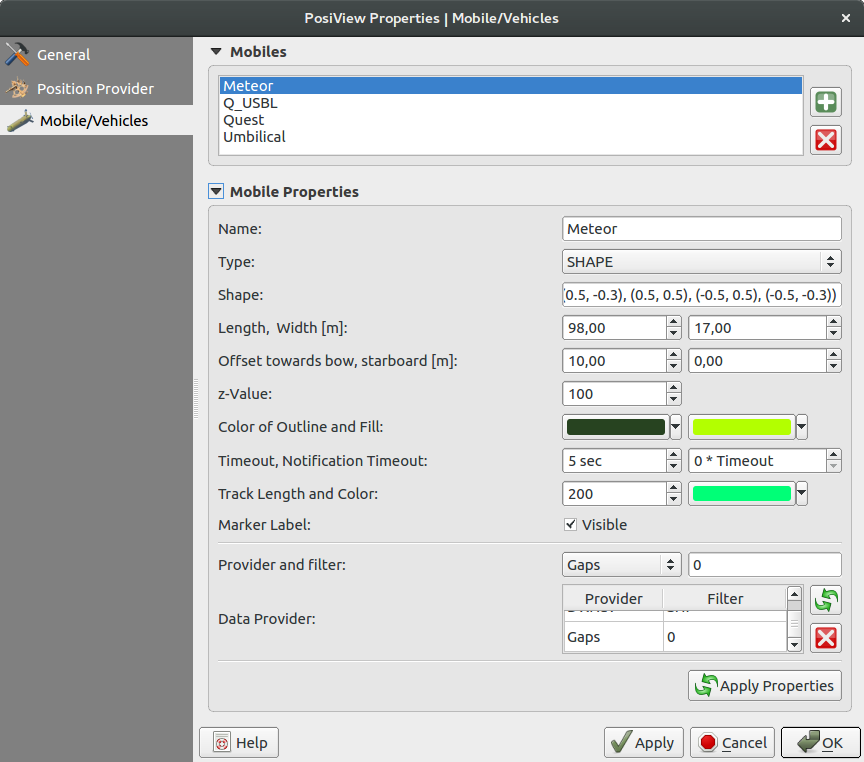 PosiView Properties | Mobile/Vehicles
General
Position Provider
Mobile/Vehicles
Mobiles
Meteor
Q_USBL
Quest
Umbilical
Mobile Properties
Name: Meteor
Type: SHAPE
Shape: (0.5, -0.3), (0.5, 0.5), (-0.5, 0.5), (-0.5, -0.3))
Length, Width [m]: 98,00 17,00
Offset towards bow, starboard [m]: 10,00 0,00
z-Value: 100
Color of Outline and Fill:
Timeout, Notification Timeout: 5 sec 0 * Timeout
Track Length and Color: 200
Marker Label: Visible
Provider and filter: Gaps 0
Provider Filter
Data Provider:
Gaps 0
Apply Properties
Help Apply Cancel OK